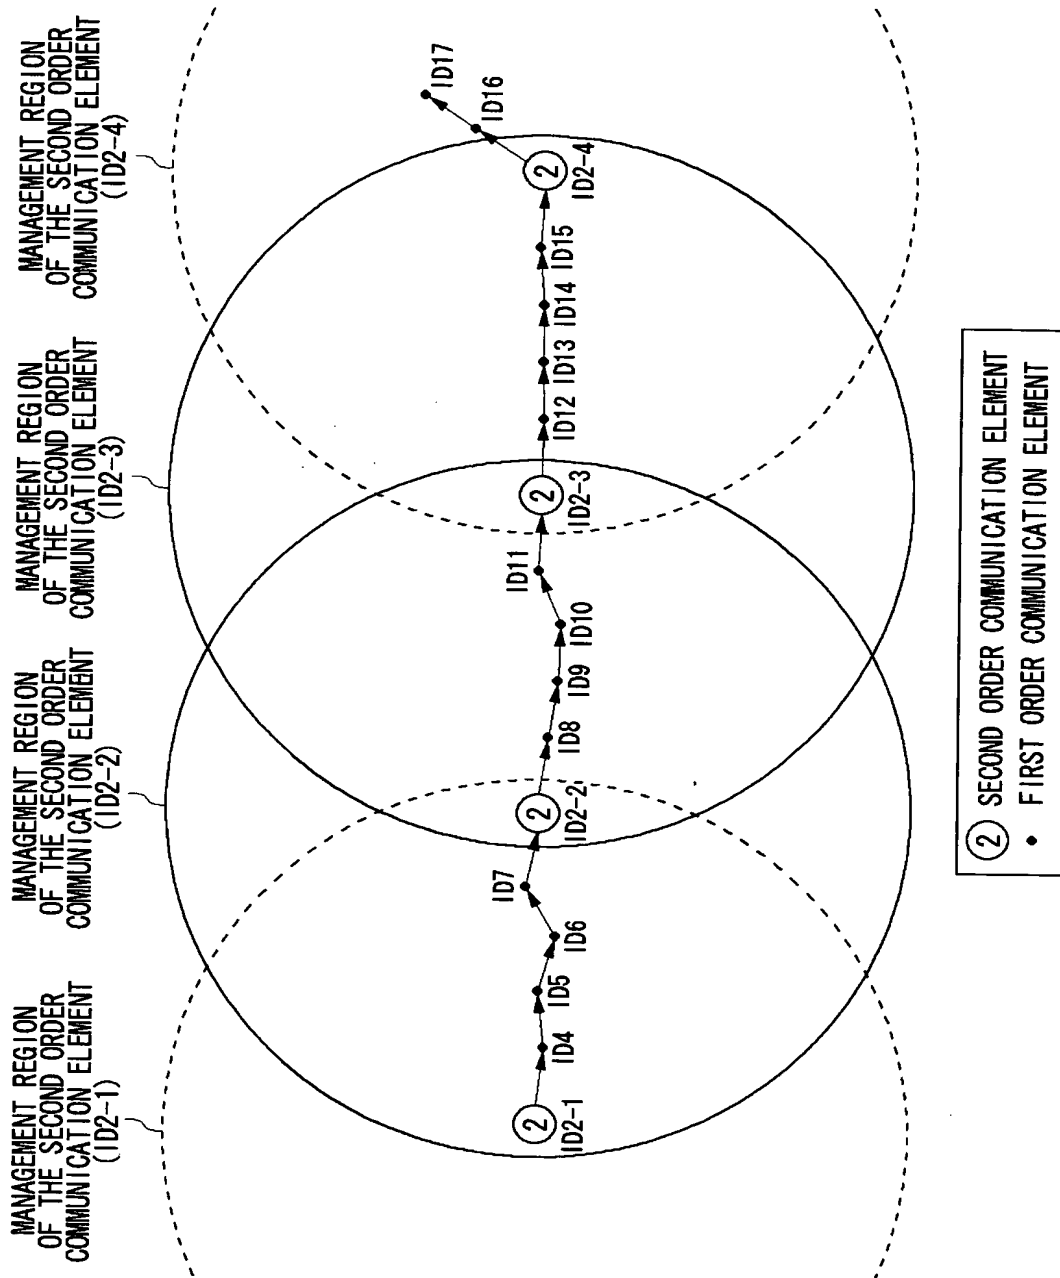 MANAGEMENT REGION
OF THE SECOND ORDER
COMMUNICATION ELEMENT
(ID2-1)
MANAGEMENT REGION
OF THE SECOND ORDER
COMMUNICATION ELEMENT
(ID2-2)
MANAGEMENT REGION
OF THE SECOND ORDER
COMMUNICATION ELEMENT
(ID2-3)
MANAGEMENT REGION
OF THE SECOND ORDER
COMMUNICATION ELEMENT
(ID2-4)
2
ID2-1
ID4
ID5
ID6
ID7
2
ID2-2
ID8
ID9
ID10
ID11
2
ID2-3
ID12
ID13
ID14
ID15
2
ID2-4
ID16
ID17
2 SECOND ORDER COMMUNICATION ELEMENT
FIRST ORDER COMMUNICATION ELEMENT